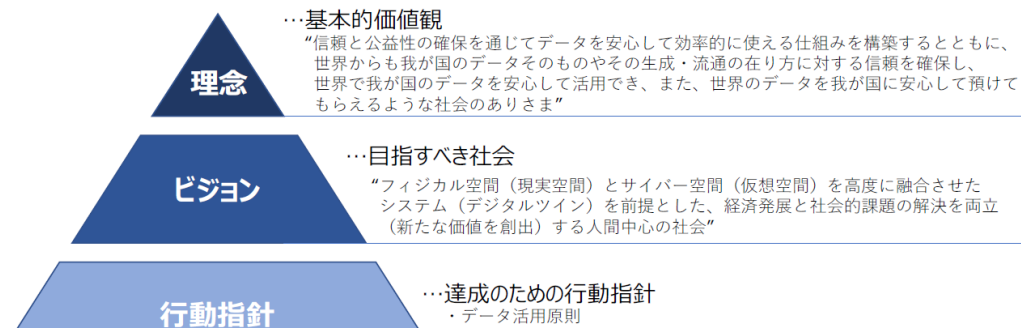 理念
…基本的価値観
“信頼と公益性の確保を通じてデータを安心して効率的に使える仕組みを構築するとともに、
世界からも我が国のデータそのものやその生成・流通の在り方に対する信頼を確保し、
世界で我が国のデータを安心して活用でき、また、世界のデータを我が国に安心して預けて
もらえるような社会のありさま”
ビジョン
…目指すべき社会
“フィジカル空間（現実空間）とサイバー空間（仮想空間）を高度に融合させた
システム（デジタルツイン）を前提とした、経済発展と社会的課題の解決を両立
（新たな価値を創出）する人間中心の社会”
行動指針
…達成のための行動指針
・データ活用原則